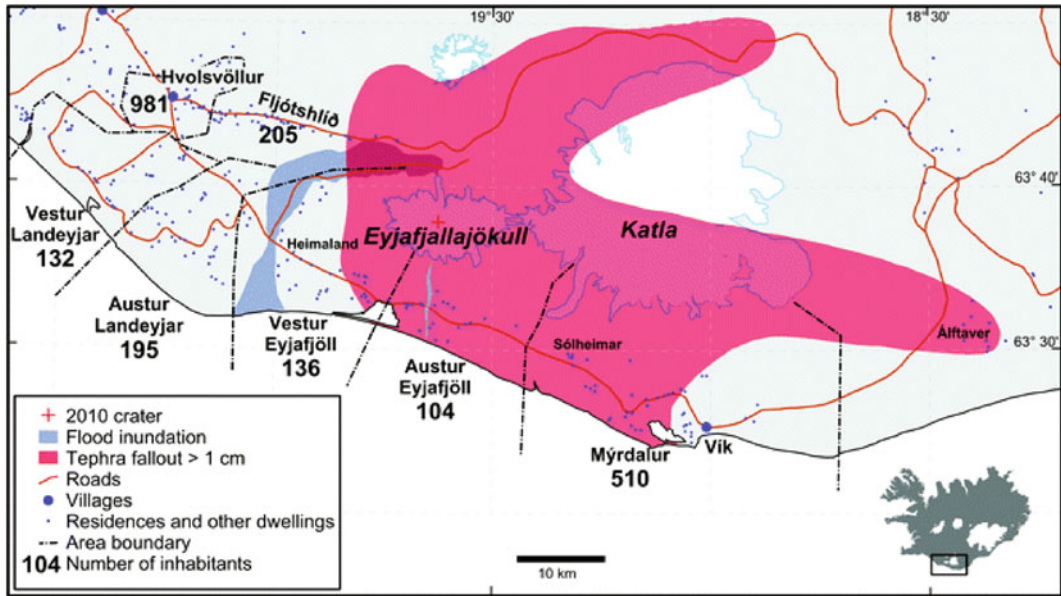 19°30'
18°30'
Hvolsvöllur
981
Fljótshlíð
205
63° 40'
Vestur
Landeyjar
132
Heimaland
Eyjafjallajökull
Katla
Austur
Landeyjar
195
Vestur
Eyjafjöll
136
Álftaver
63° 30'
Sólheimar
Austur
Eyjafjöll
104
Mýrdalur
510
Vík
2010 crater
Flood inundation
Tephra fallout > 1 cm
Roads
Villages
Residences and other dwellings
Area boundary
104 Number of inhabitants
10 km